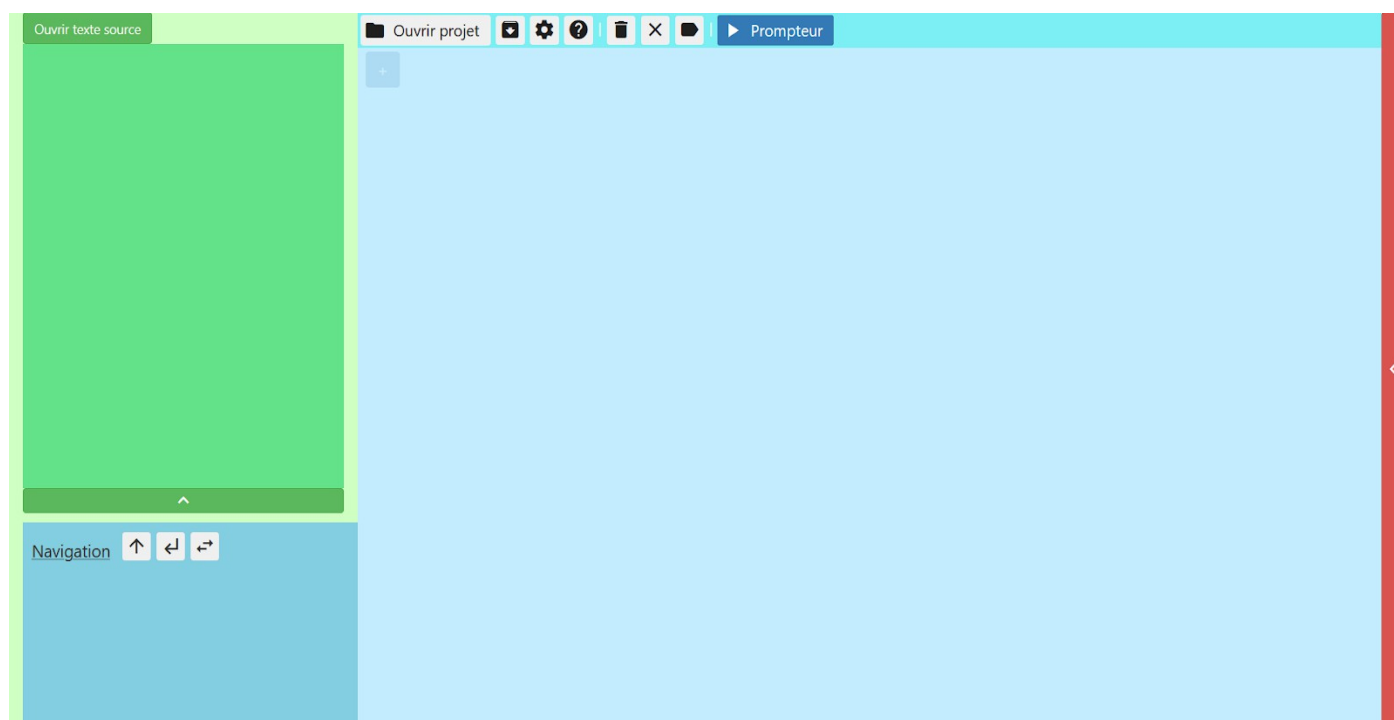 Ouvrir texte source
Ouvrir projet
Prompteur
+
Navigation